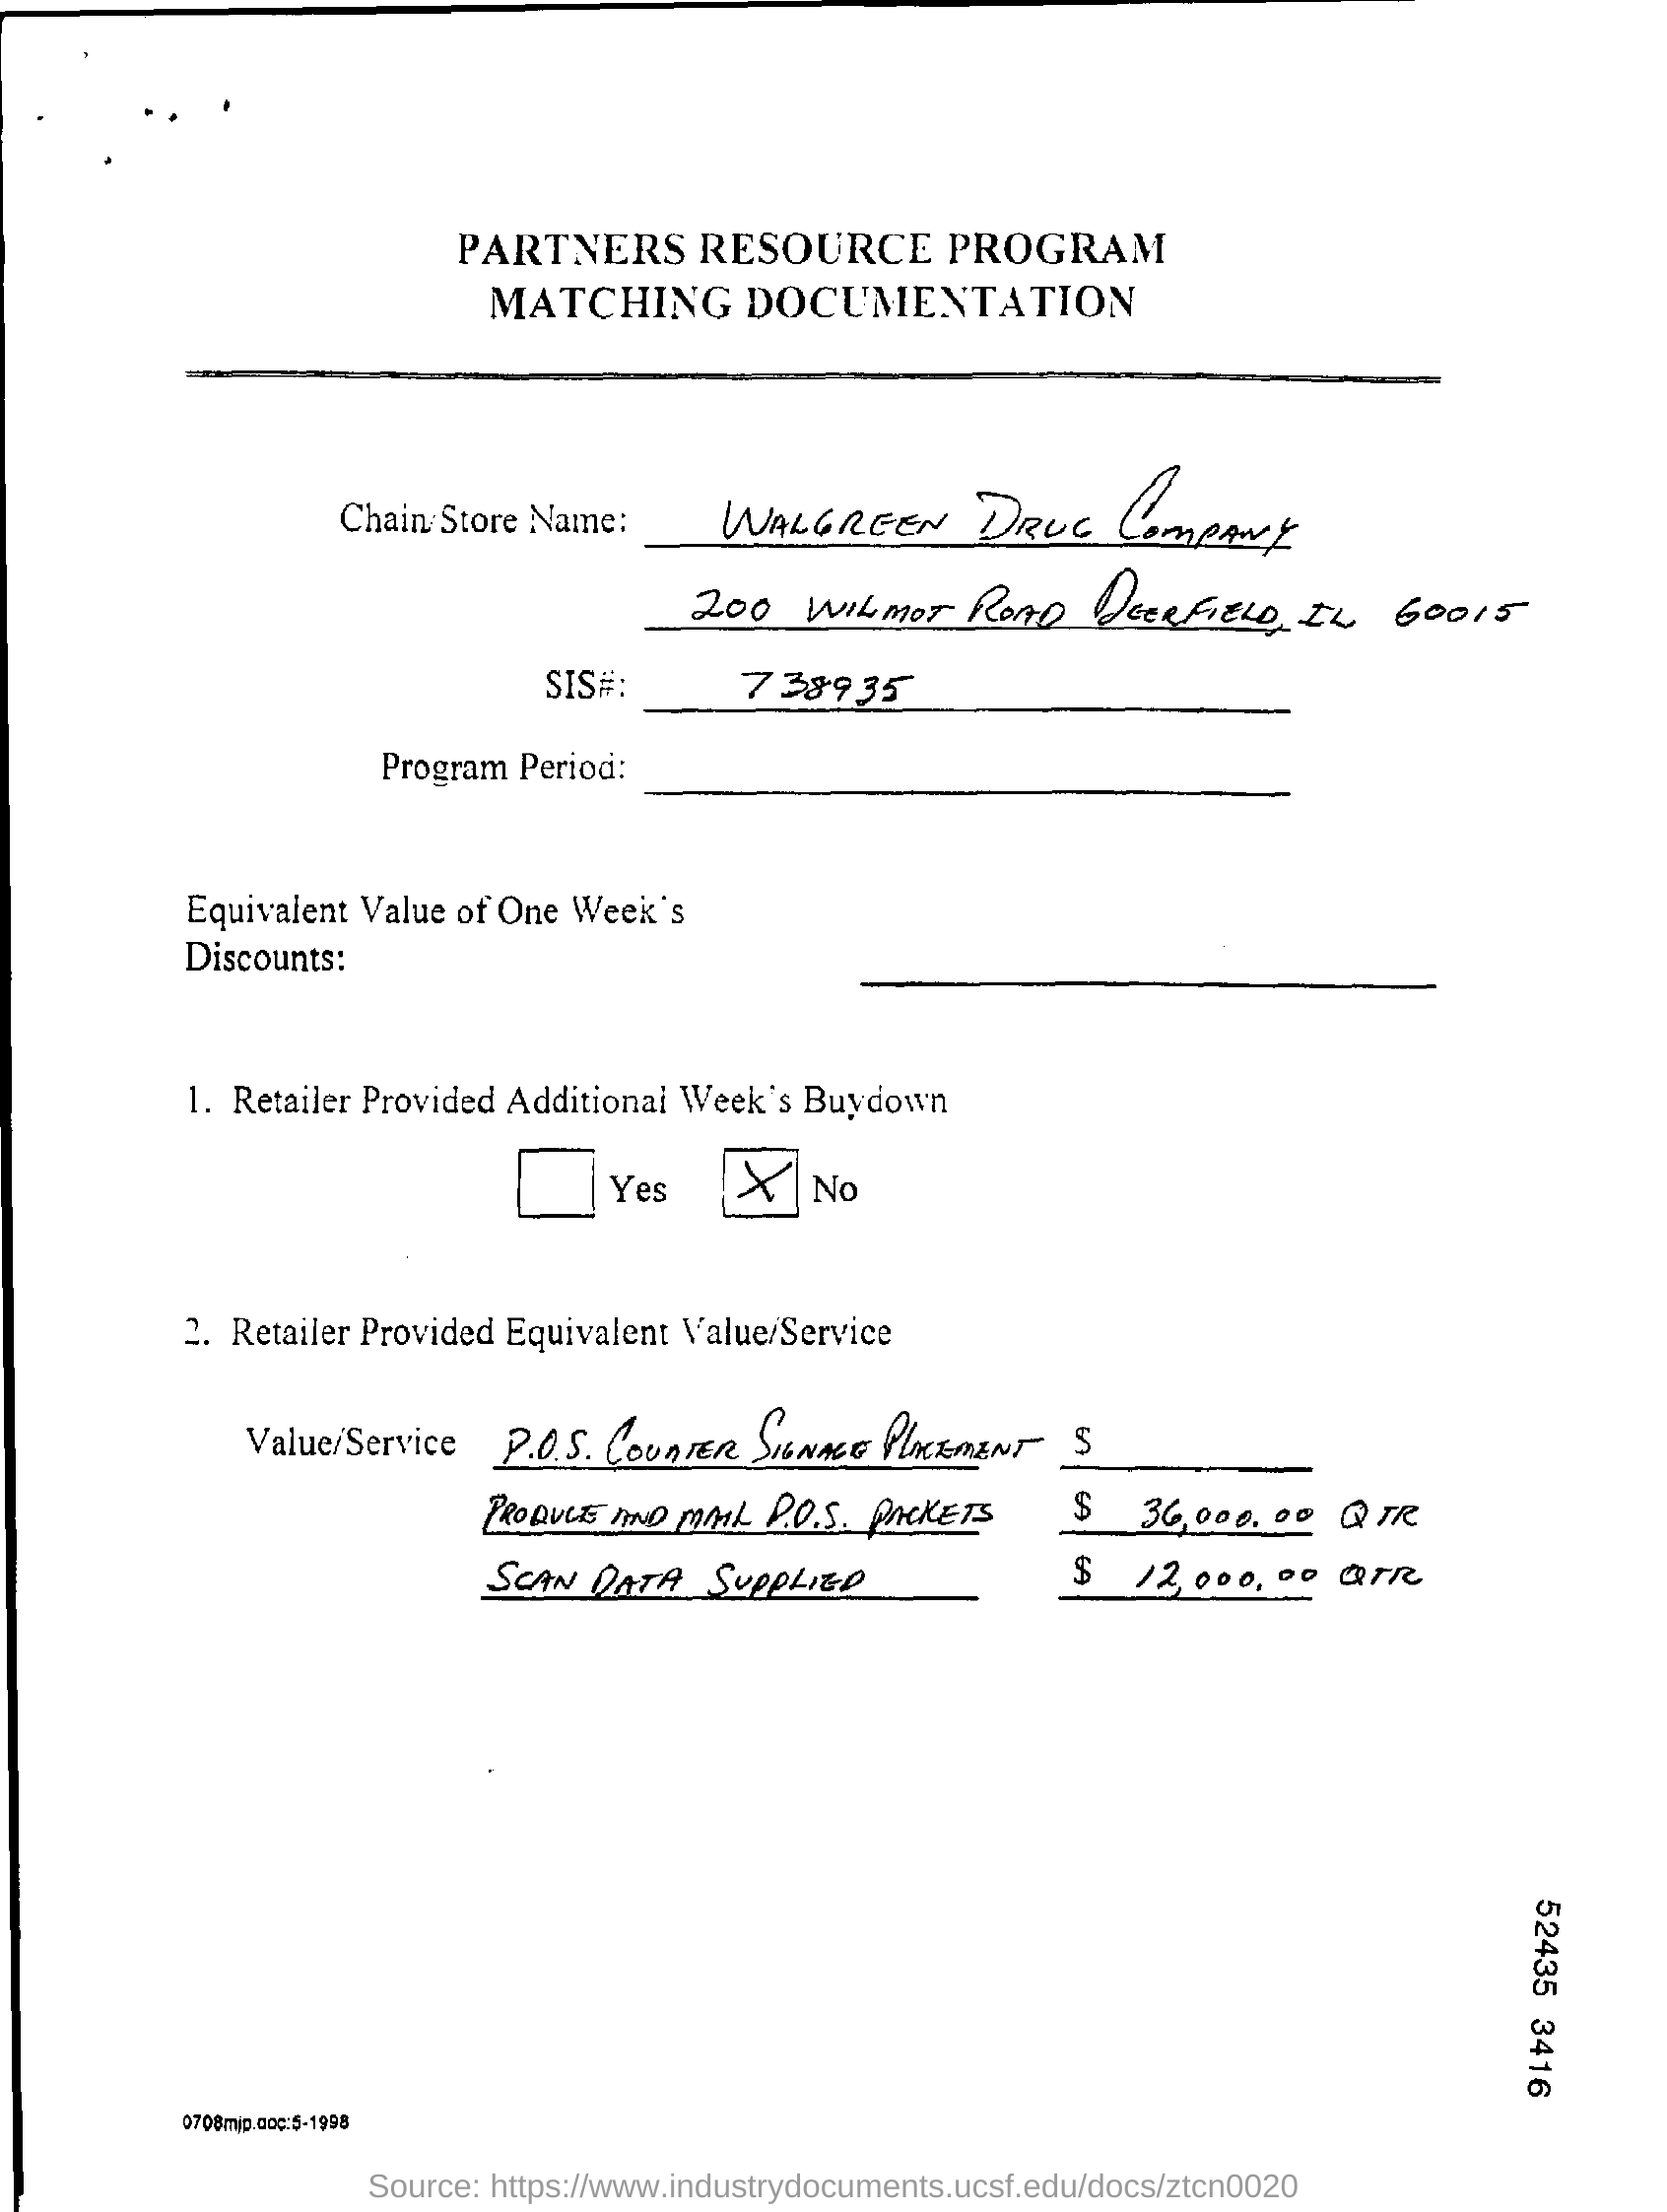 PARTNERS RESOURCE PROGRAM
MATCHING DOCUMENTATION
Chain/Store Name: WALGREEN DRUG COMPANY
200 WILMOT ROAD DEERFIELD, IL 60015
SIS#: 738935
Program Period:
Equivalent Value of One Week's
Discounts:
1. Retailer Provided Additional Week's Buydown
Yes X No
2. Retailer Provided Equivalent Value/Service
Value/Service P.O.S. COUNTER SIGNAGE PLACEMENT $
PRODUCE AND MAIL P.O.S. PACKETS $ 36,000.00 QTR
SCAN DATA SUPPLIED $ 12,000.00 QTR
52435 3416
0708mjp.doc:5-1998
Source: https://www.industrydocuments.ucsf.edu/docs/ztcn0020